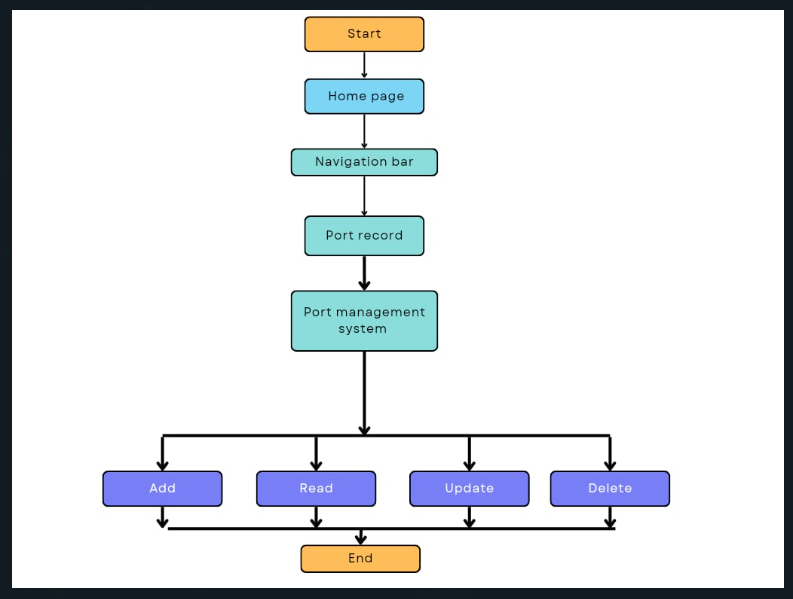 Start
Home page
Navigation bar
Port record
Port management
system
Add
Read
Update
Delete
End